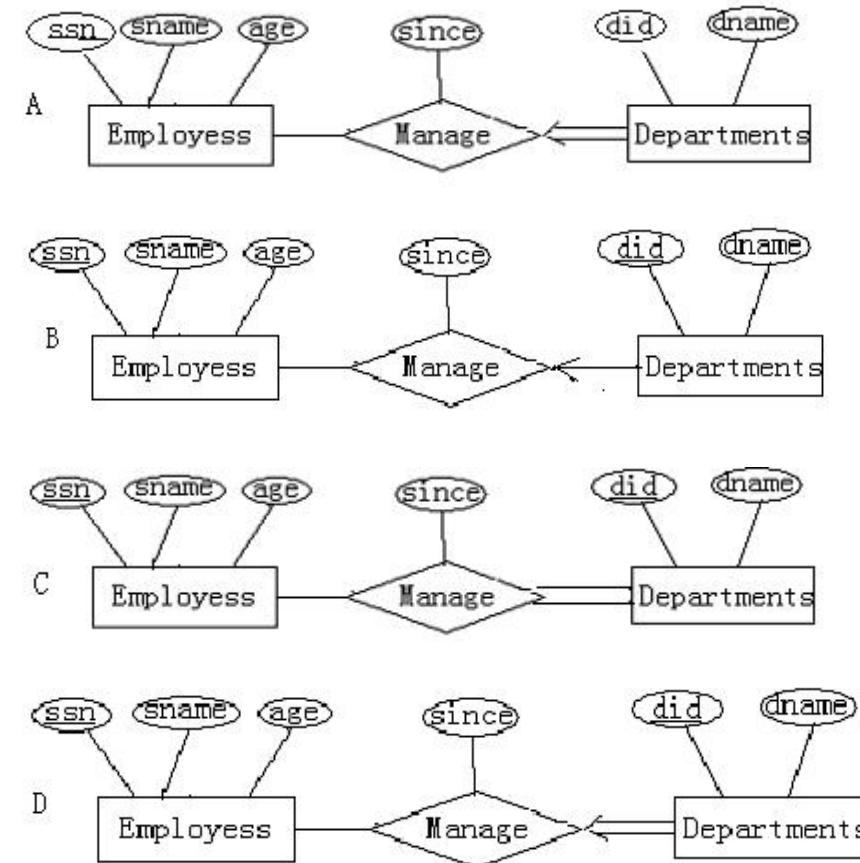 ssn sname age since did dname
A Employess Manage Departments
ssn sname age since did dname
B Employess Manage Departments
ssn sname age since did dname
C Employess Manage Departments
ssn sname age since did dname
D Employess Manage Departments